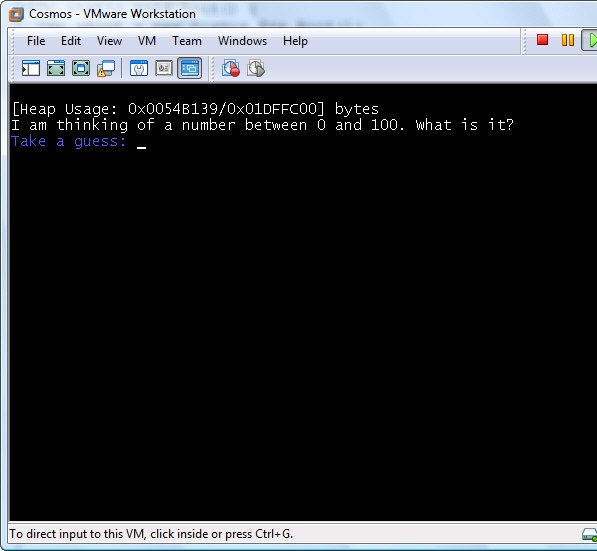 Cosmos - VMware Workstation
File Edit View VM Team Windows Help
[Heap Usage: 0x0054B139/0x01DFFC00] bytes
I am thinking of a number between 0 and 100. What is it?
Take a guess: _
To direct input to this VM, click inside or press Ctrl+G.